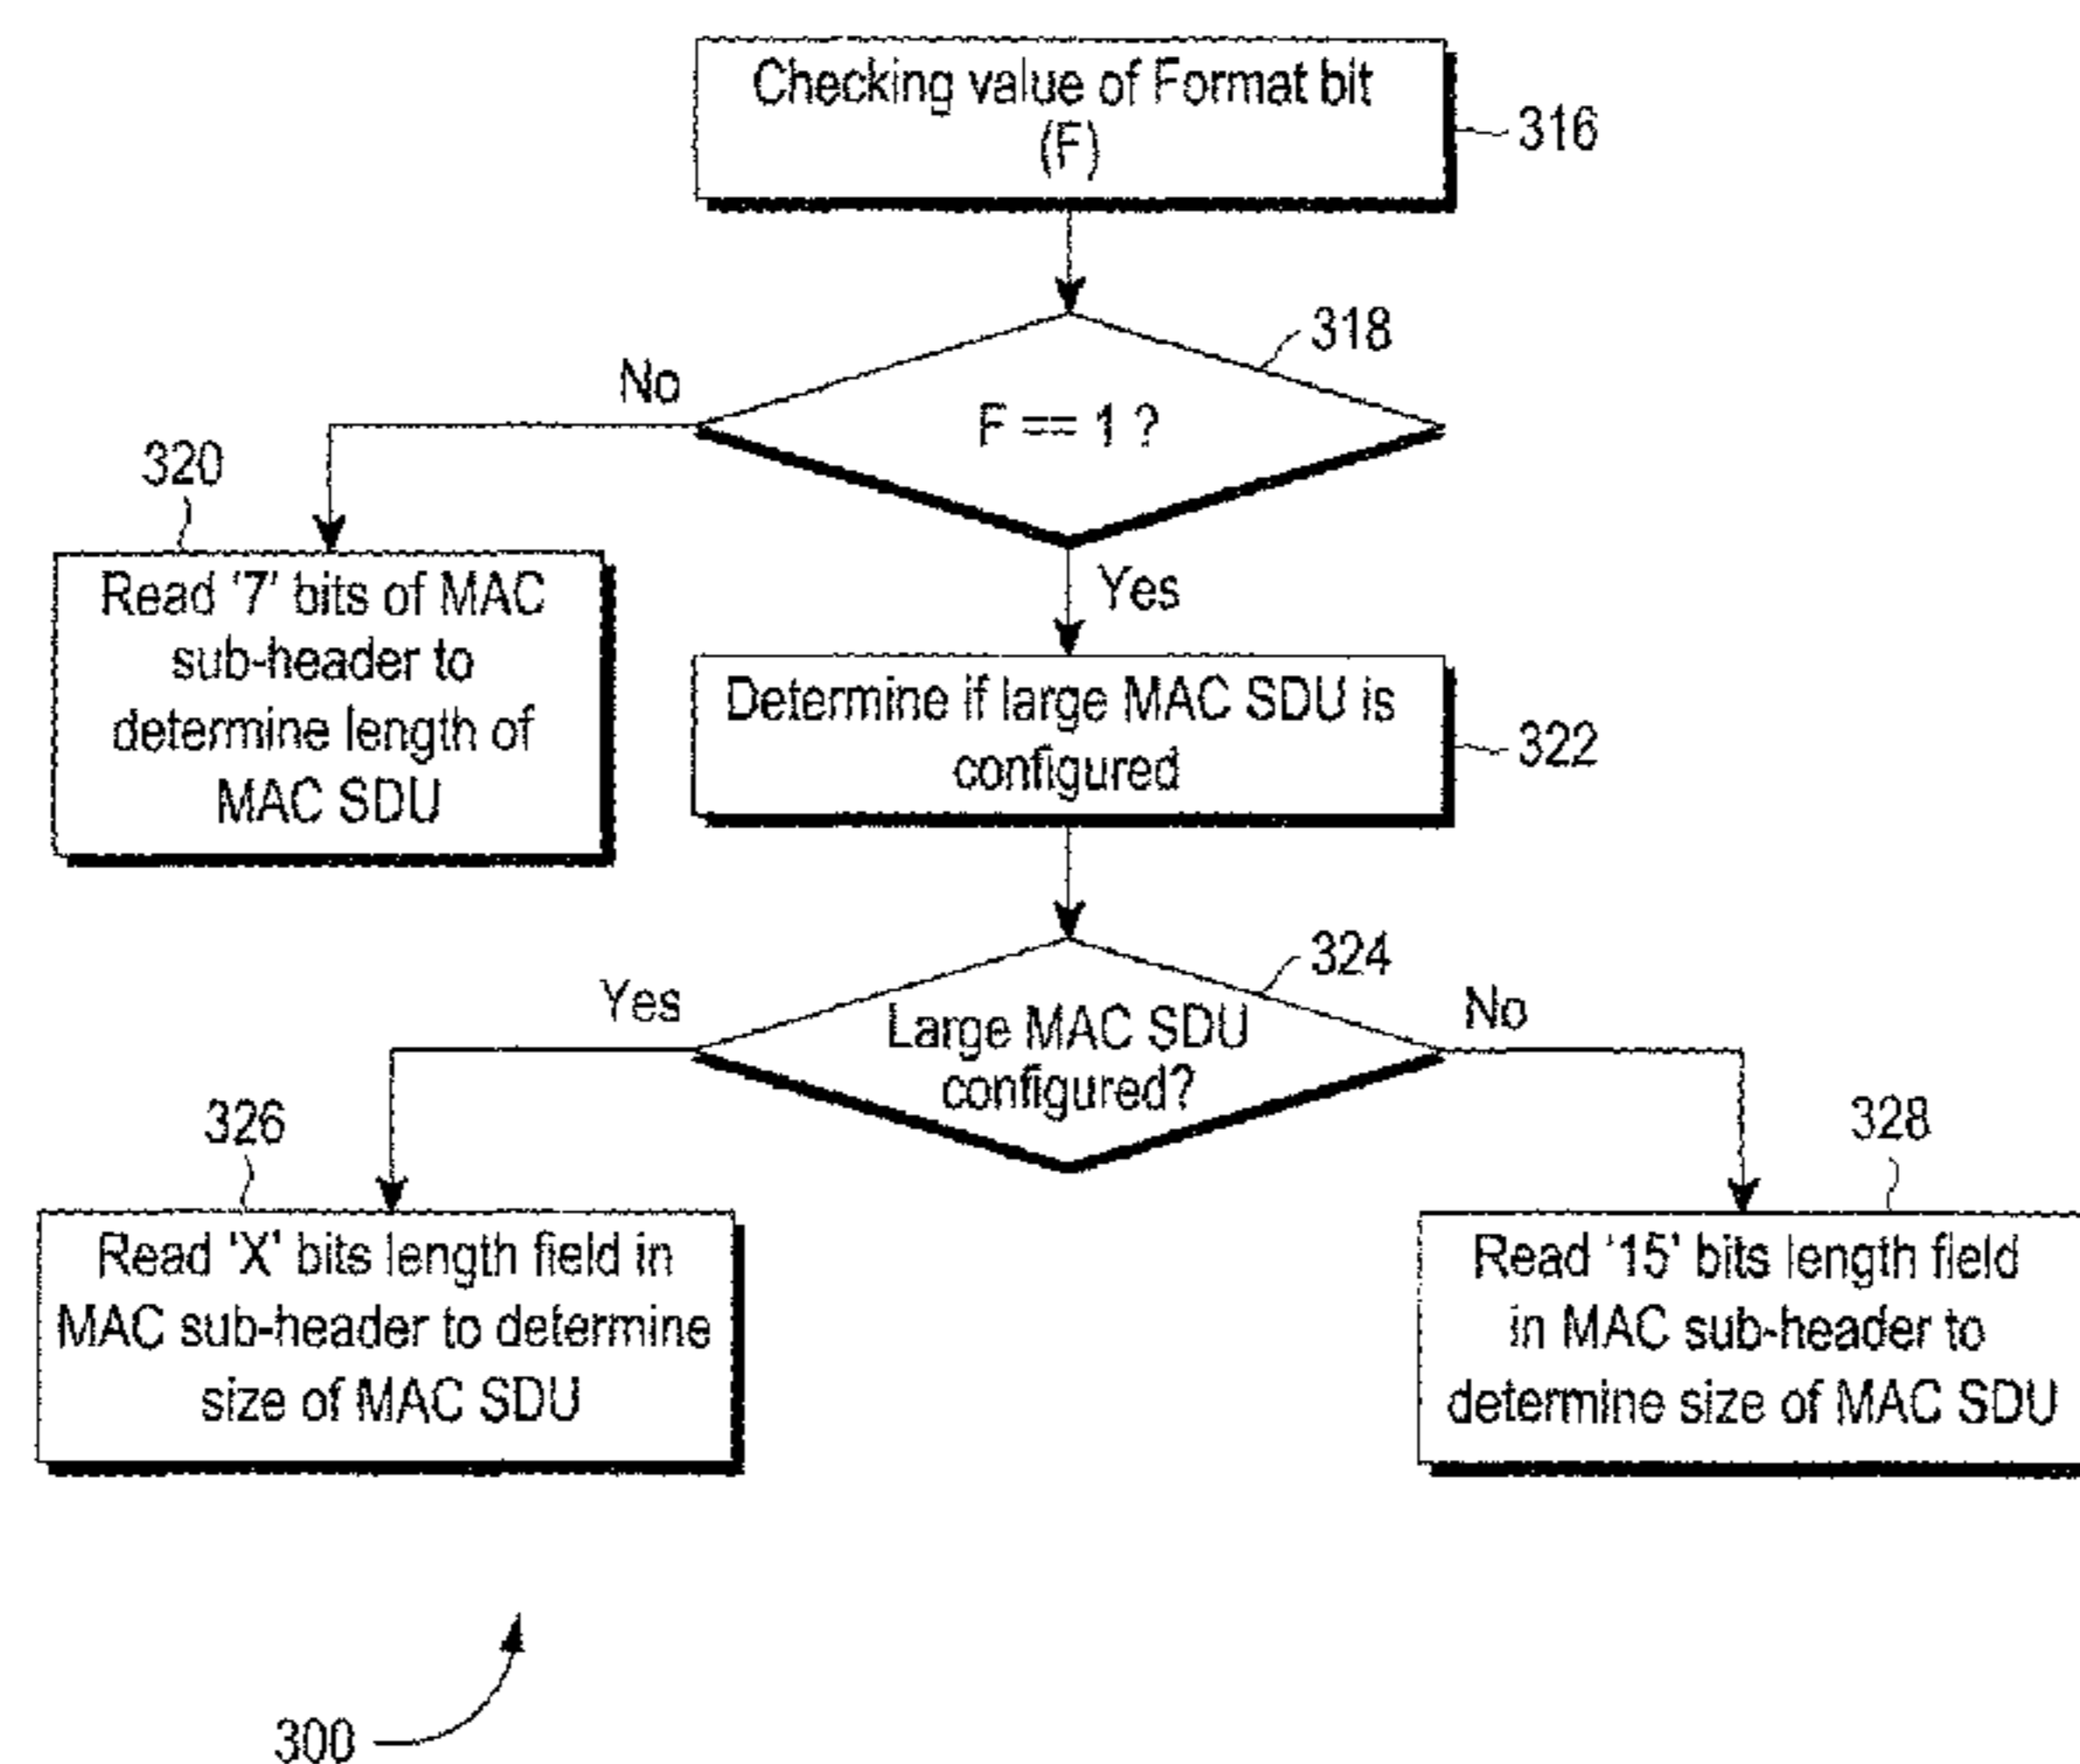 Checking value of Format bit
(F)
316
318
No
F == 1 ?
320
Yes
Read '7' bits of MAC
sub-header to
determine length of
MAC SDU
Determine if large MAC SDU is
configured
322
324
Yes
No
Large MAC SDU
configured?
326
328
Read 'X' bits length field in
MAC sub-header to determine
size of MAC SDU
Read '15' bits length field
in MAC sub-header to
determine size of MAC SDU
300